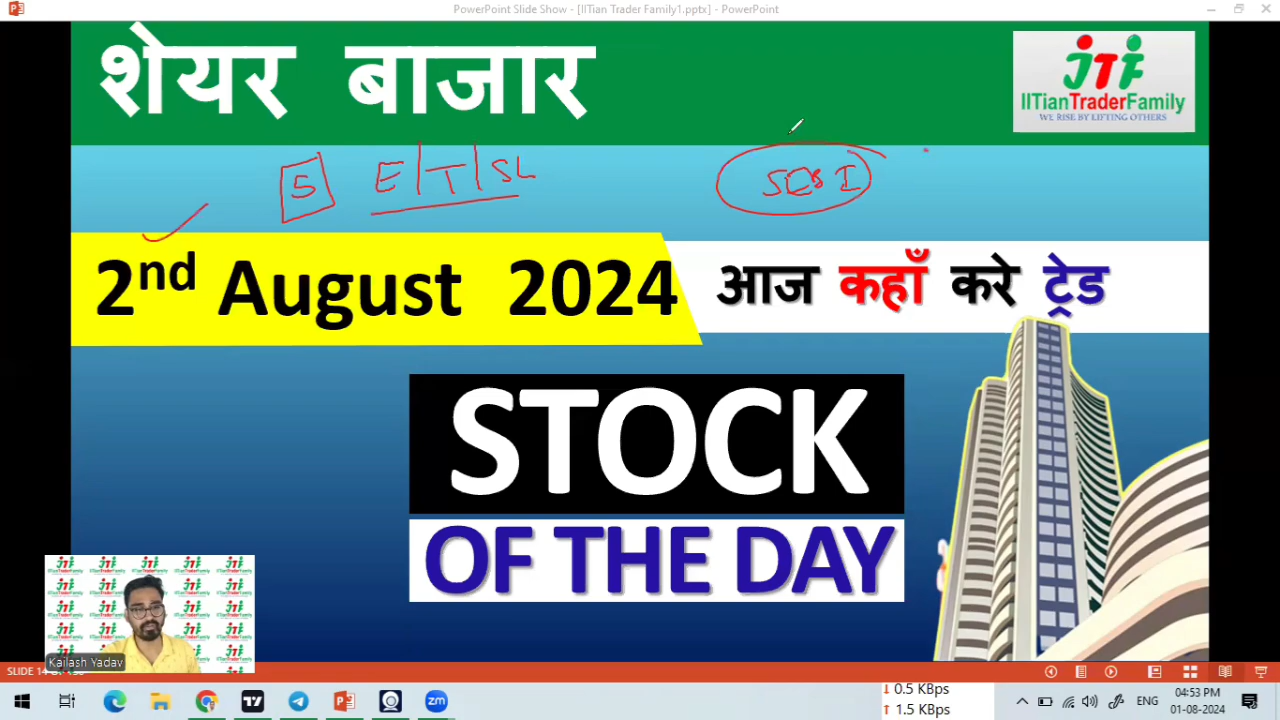 PowerPoint Slide Show - [IITian Trader Family1.pptx] - PowerPoint
शेयर बाजार
JTF
IITianTraderFamily
WE RISE BY LIFTING OTHERS
5 E | T | SL
SEBI
2nd August 2024
आज कहाँ करे ट्रेड
STOCK
OF THE DAY
Kailash Yadav
0.5 KBps
1.5 KBps
ENG
04:53 PM
01-08-2024